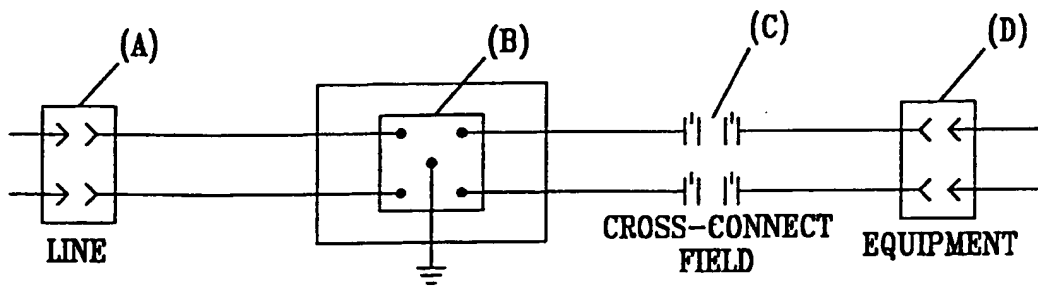 (A)
(B)
(C)
(D)
LINE
CROSS-CONNECT
FIELD
EQUIPMENT